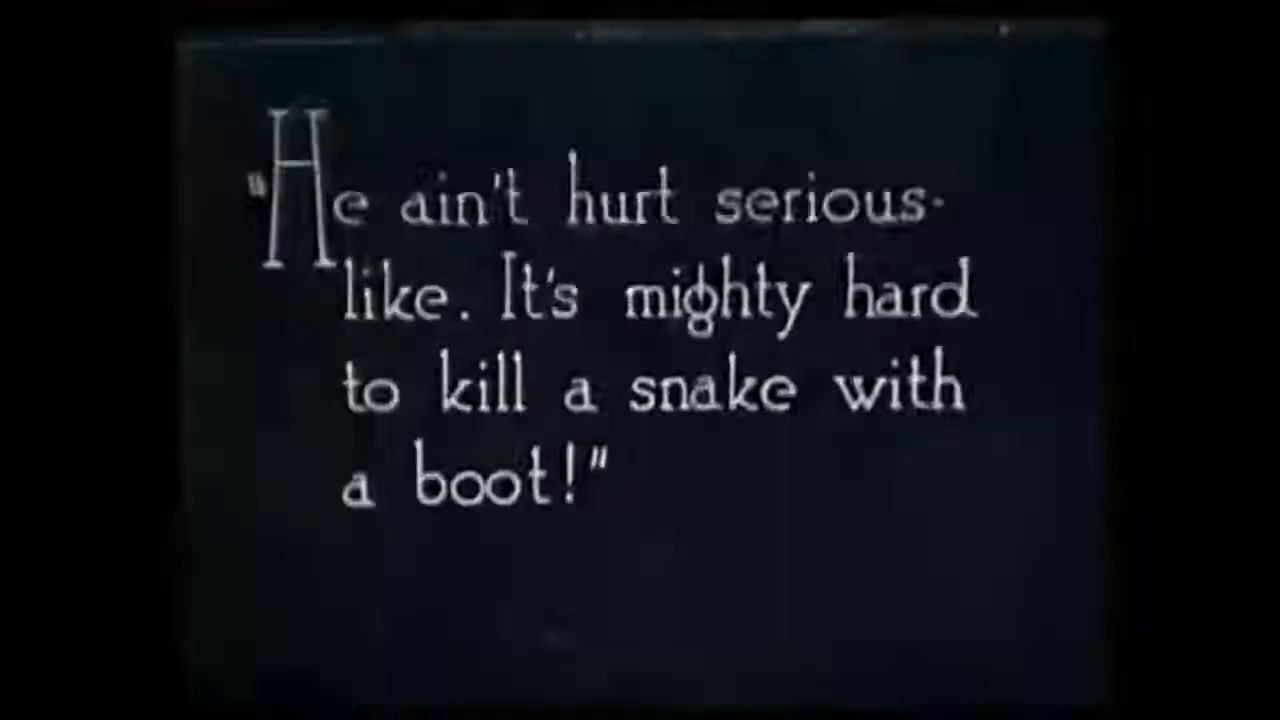 "He ain't hurt serious-
like. It's mighty hard
to kill a snake with
a boot!"